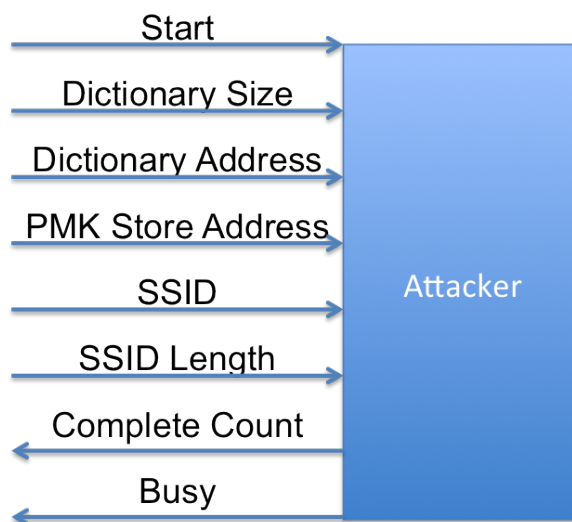 Start
Dictionary Size
Dictionary Address
PMK Store Address
SSID
Attacker
SSID Length
Complete Count
Busy